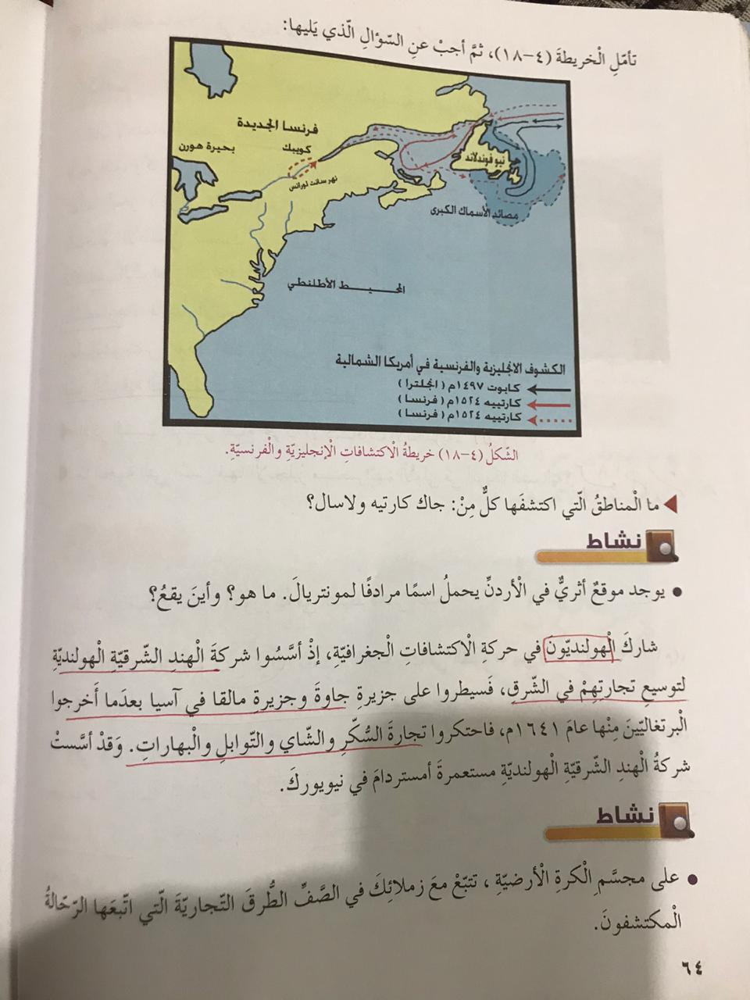 تأمّلِ الْخريطةَ (٤-١٨)، ثمَّ أجبْ عنِ السّؤالِ الّذي يَليها:
فرنسا الجديدة
كويبك
بحيرة هورن
نهر سانت لورانس
نيو فوندلاند
مصائد الأسماك الكبرى
المحيط الأطلنطي
الكشوف الانجليزية والفرنسية في أمريكا الشمالية
كابوت ١٤٩٧م (انجلترا)
كارتييه ١٥٢٤م (فرنسا)
كارتييه ١٥٢٤م (فرنسا)
الشّكلُ (٤-١٨) خريطةُ الْاكتشافاتِ الْإنجليزيّةِ والْفرنسيّةِ.
ما الْمناطقُ الّتي اكتشفَها كلٌّ مِنْ: جاك كارتيه ولاسال؟
نشاط
• يوجد موقعٌ أثريٌّ في الْأردنِّ يحملُ اسمًا مرادفًا لمونتريالَ. ما هو؟ وأينَ يقعُ؟
شاركَ الْهولنديّونَ في حركةِ الْاكتشافاتِ الْجغرافيّةِ، إذْ أسَّسُوا شركةَ الْهندِ الشّرقيّةِ الْهولنديّةِ
لتوسيعِ تجارتِهِمْ في الشّرقِ، فَسيطروا على جزيرةِ جاوةَ وجزيرةِ مالقا في آسيا بعدَما أَخرجوا
الْبرتغاليّينَ مِنْها عامَ ١٦٤١م، فاحتكروا تجارةَ السُّكّرِ والشّاي والتّوابلِ والْبهاراتِ. وَقدْ أسَّستْ
شركةُ الْهندِ الشّرقيّةِ الْهولنديّةِ مستعمرةَ أمستردامَ في نيويوركَ.
نشاط
• على مجسَّمِ الْكرةِ الْأرضيّةِ ، تتبّعْ معَ زملائِكَ في الصَّفِّ الطُّرقَ التّجاريّةَ الّتي اتّبعَها الرّحّالةُ
الْمكتشفونَ.
٦٤